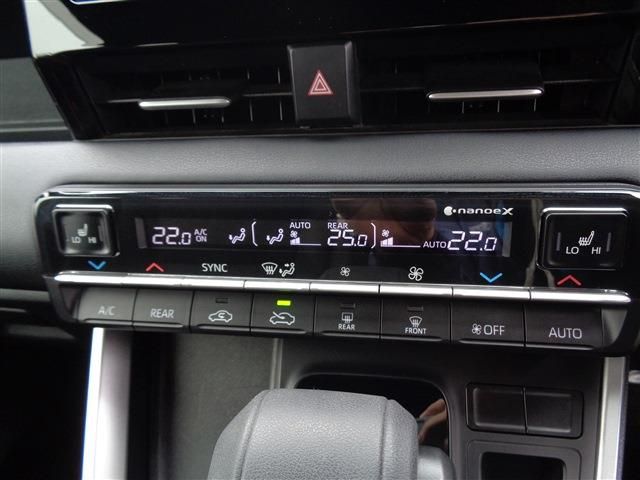 nanoeX
LO HI
22.0 A/C ON AUTO REAR 25.0 AUTO 22.0
LO HI
SYNC
A/C REAR REAR FRONT OFF AUTO